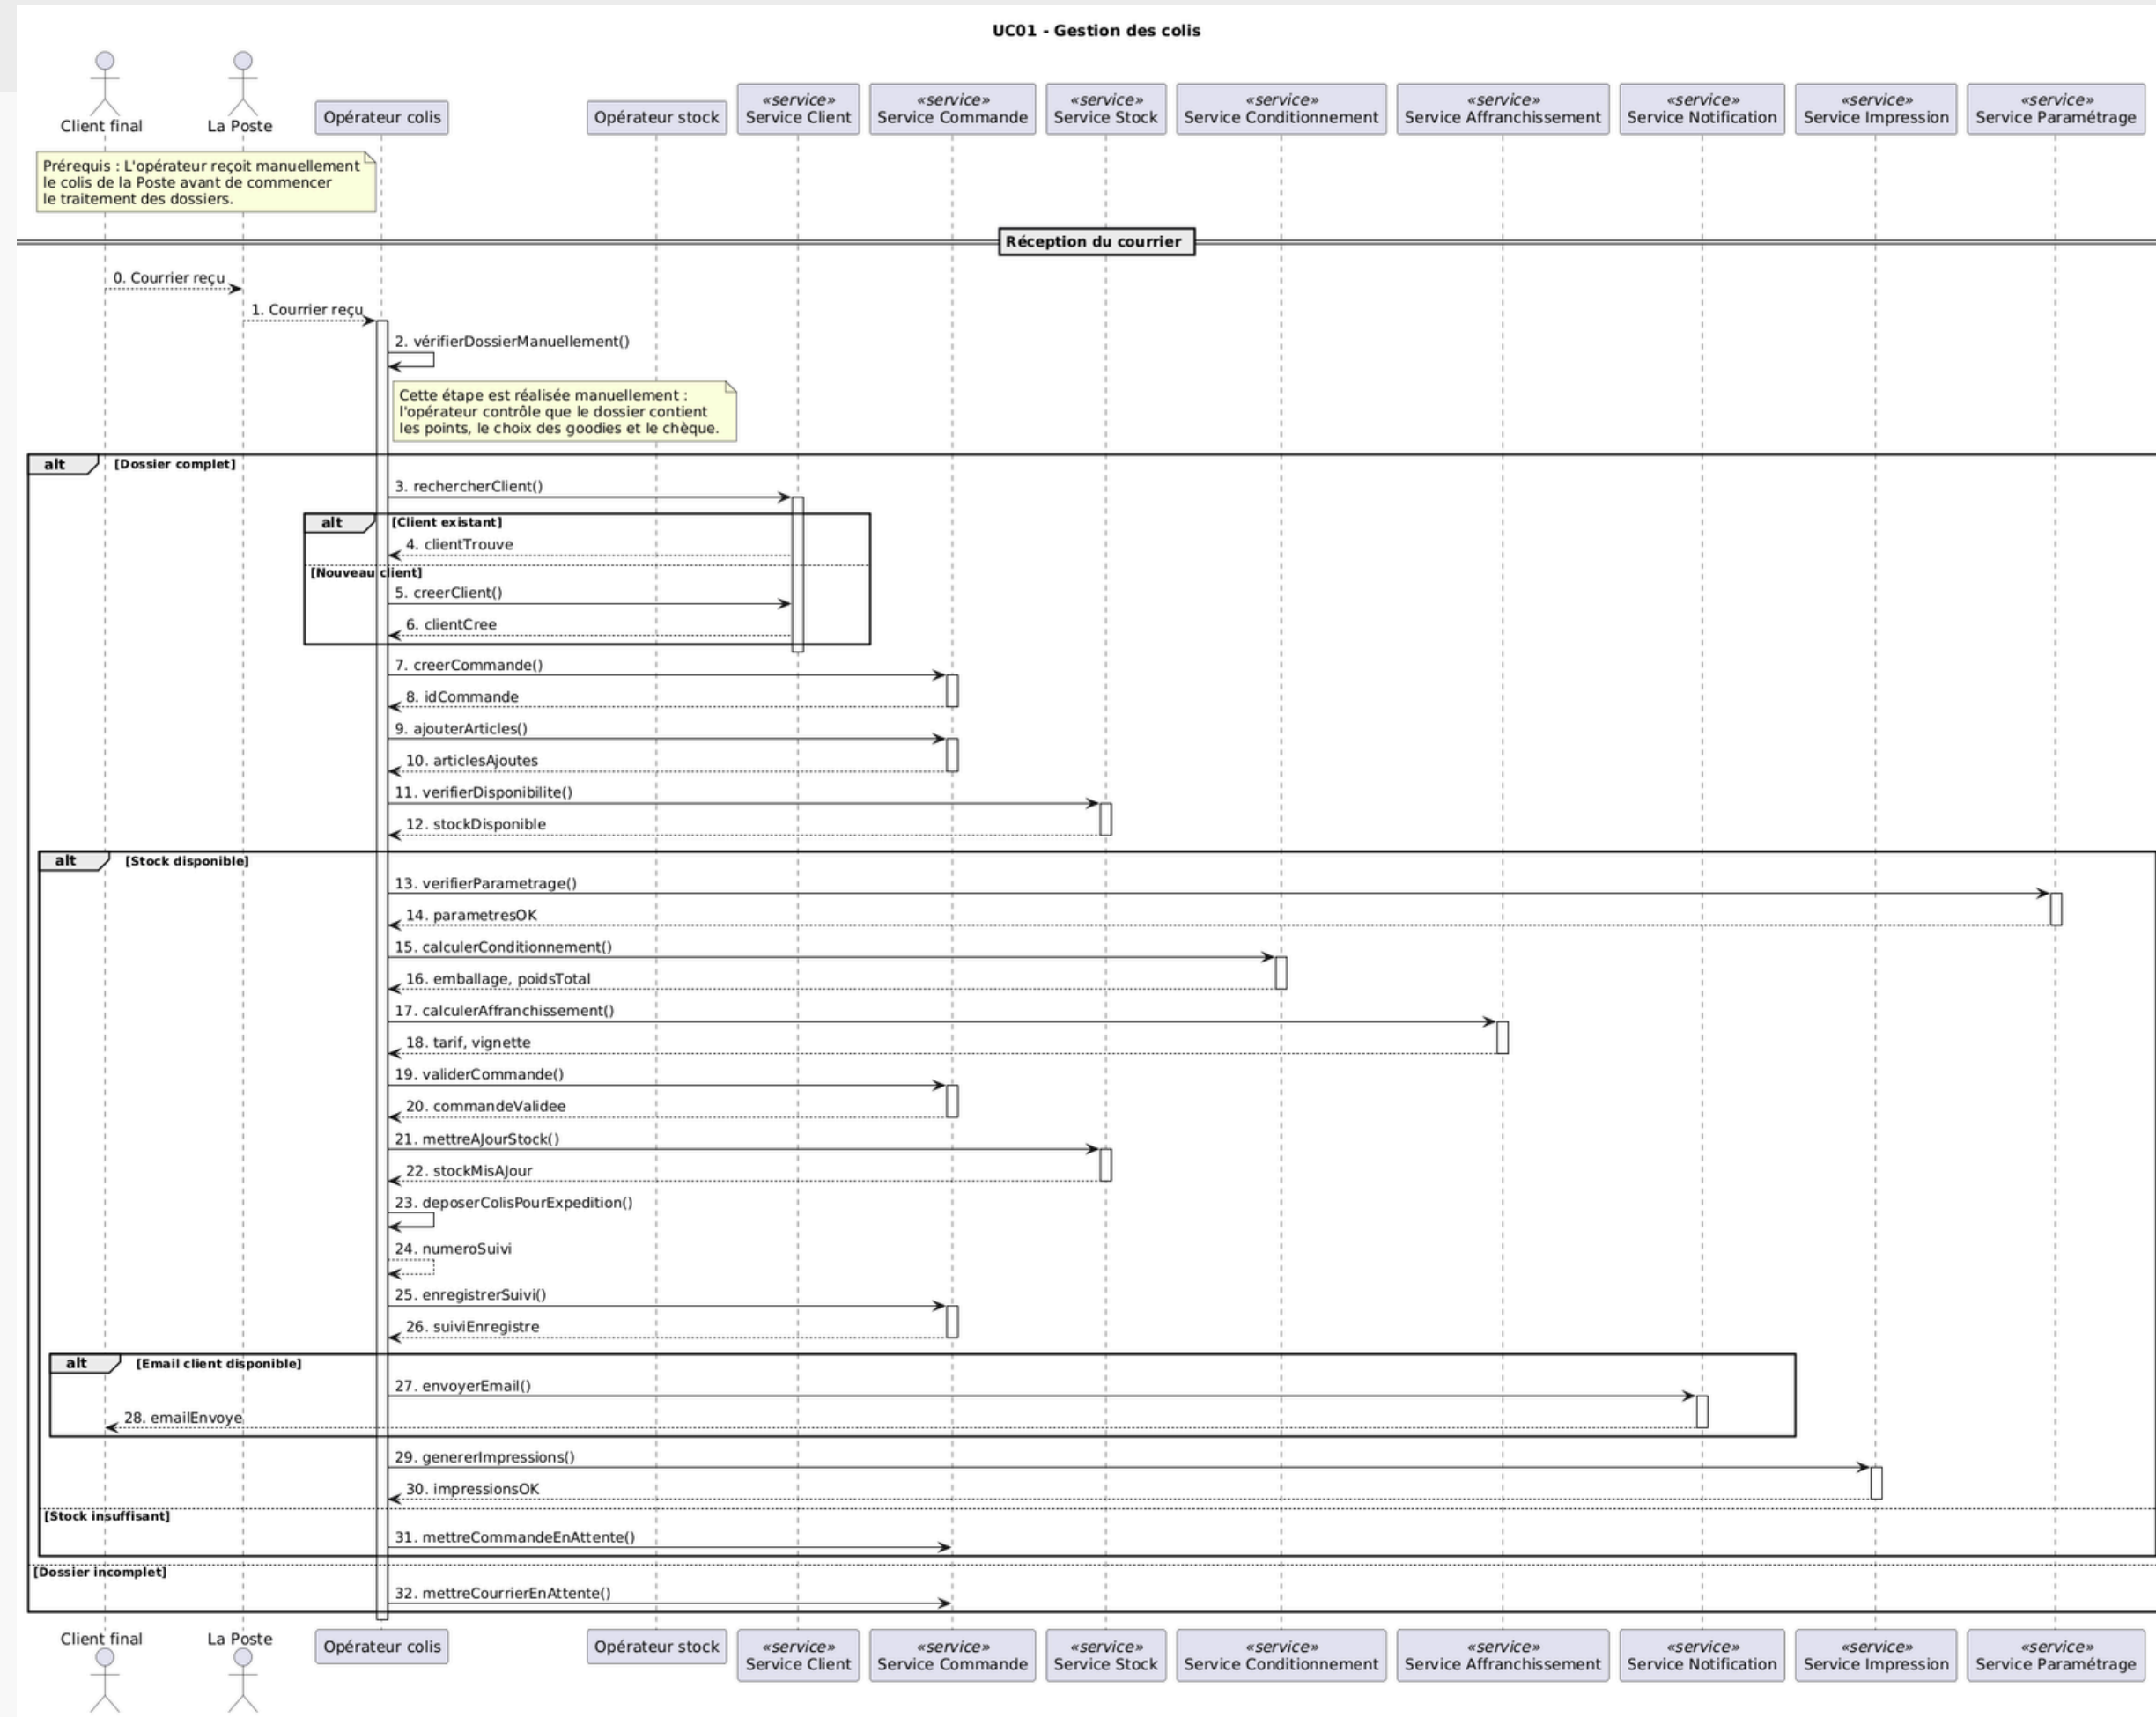 UC01 - Gestion des colis
Client final
La Poste
Opérateur colis
Opérateur stock
«service»
Service Client
«service»
Service Commande
«service»
Service Stock
«service»
Service Conditionnement
«service»
Service Affranchissement
«service»
Service Notification
«service»
Service Impression
«service»
Service Paramétrage
Prérequis : L'opérateur reçoit manuellement
le colis de la Poste avant de commencer
le traitement des dossiers.
Réception du courrier
0. Courrier reçu
1. Courrier reçu
2. vérifierDossierManuellement()
Cette étape est réalisée manuellement :
l'opérateur contrôle que le dossier contient
les points, le choix des goodies et le chèque.
alt [Dossier complet]
3. rechercherClient()
alt [Client existant]
4. clientTrouve
[Nouveau client]
5. creerClient()
6. clientCree
7. creerCommande()
8. idCommande
9. ajouterArticles()
10. articlesAjoutes
11. verifierDisponibilite()
12. stockDisponible
alt [Stock disponible]
13. verifierParametrage()
14. parametresOK
15. calculerConditionnement()
16. emballage, poidsTotal
17. calculerAffranchissement()
18. tarif, vignette
19. validerCommande()
20. commandeValidee
21. mettreAJourStock()
22. stockMisAJour
23. deposerColisPourExpedition()
24. numeroSuivi
25. enregistrerSuivi()
26. suiviEnregistre
alt [Email client disponible]
27. envoyerEmail()
28. emailEnvoye
29. genererImpressions()
30. impressionsOK
[Stock insuffisant]
31. mettreCommandeEnAttente()
[Dossier incomplet]
32. mettreCourrierEnAttente()
Client final
La Poste
Opérateur colis
Opérateur stock
«service»
Service Client
«service»
Service Commande
«service»
Service Stock
«service»
Service Conditionnement
«service»
Service Affranchissement
«service»
Service Notification
«service»
Service Impression
«service»
Service Paramétrage